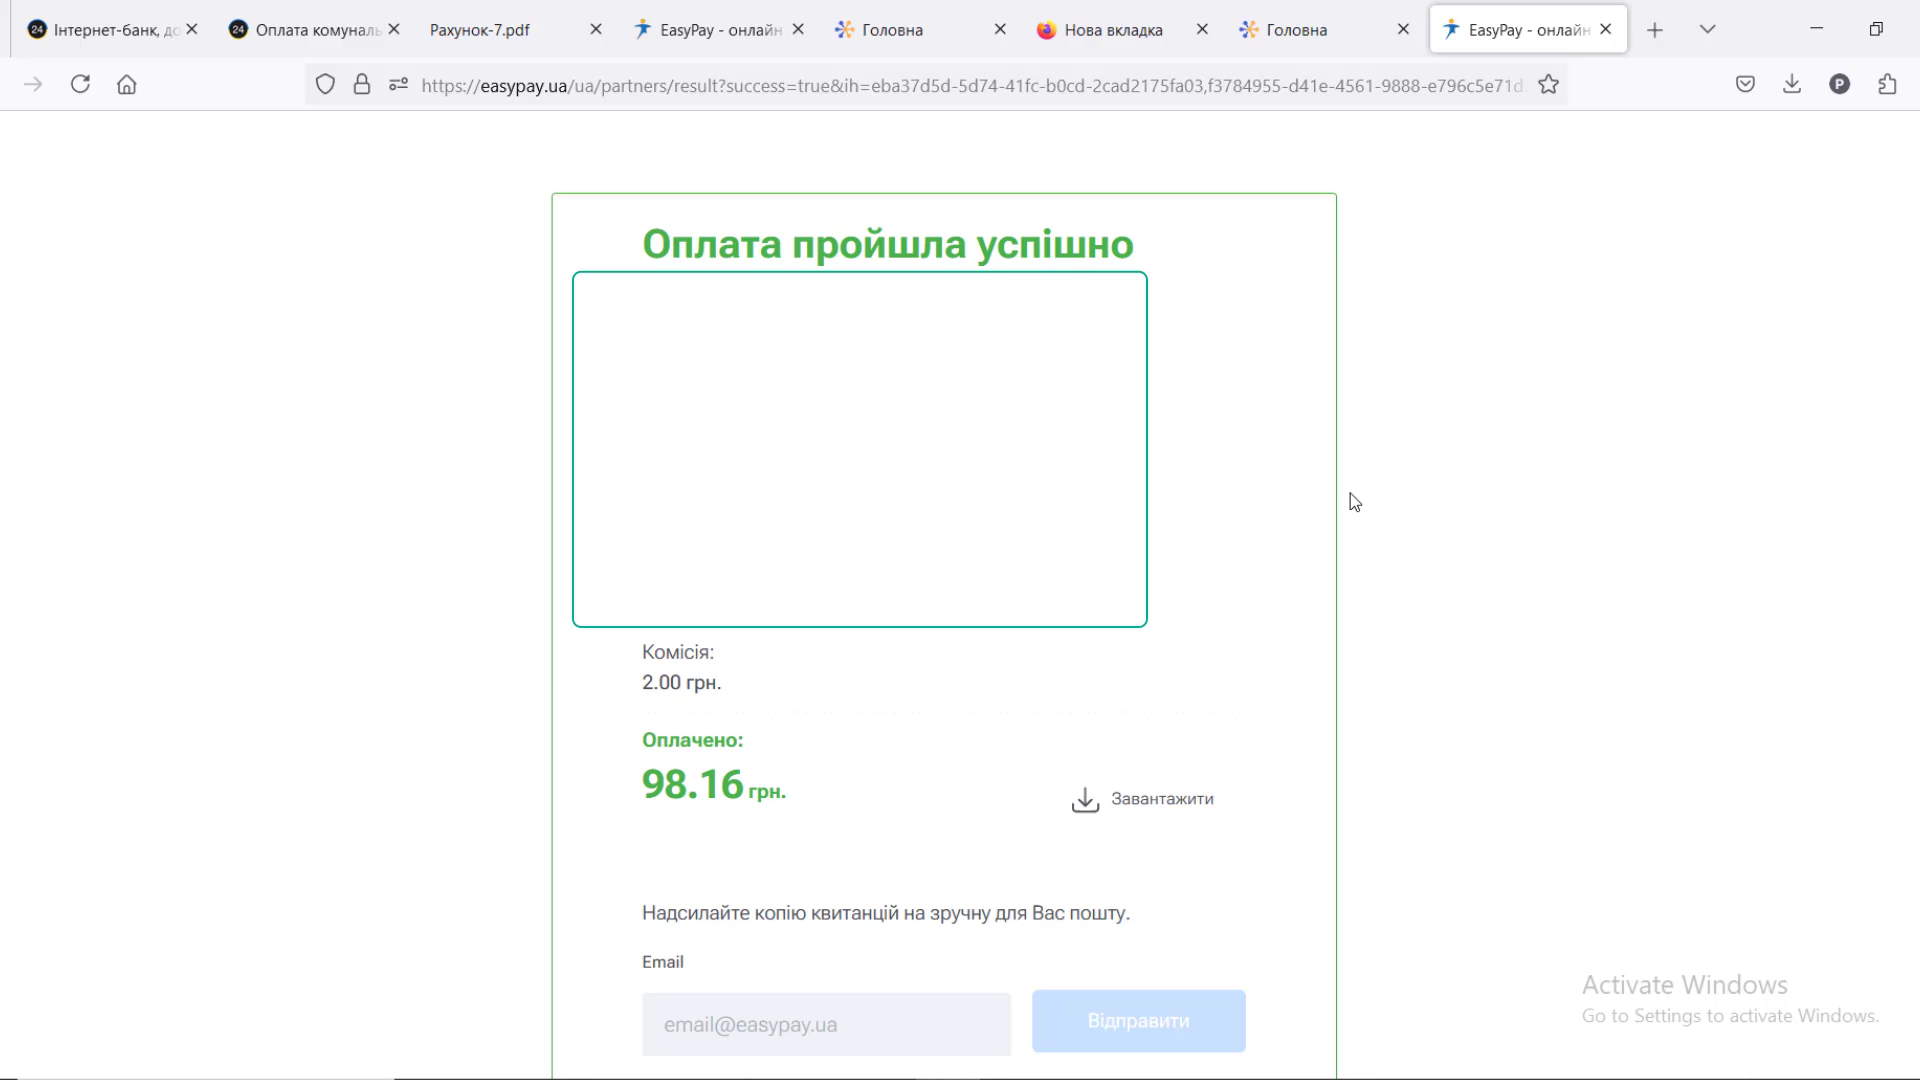 Інтернет-банк, до
Оплата комуналь
Рахунок-7.pdf
EasyPay - онлайн
Головна
Нова вкладка
Головна
EasyPay - онлайн
https://easypay.ua/ua/partners/result?success=true&ih=eba37d5d-5d74-41fc-b0cd-2cad2175fa03,f3784955-d41e-4561-9888-e796c5e71d
Оплата пройшла успішно
Комісія:
2.00 грн.
Оплачено:
98.16 грн.
Завантажити
Надсилайте копію квитанцій на зручну для Вас пошту.
Email
email@easypay.ua
Відправити
Activate Windows
Go to Settings to activate Windows.